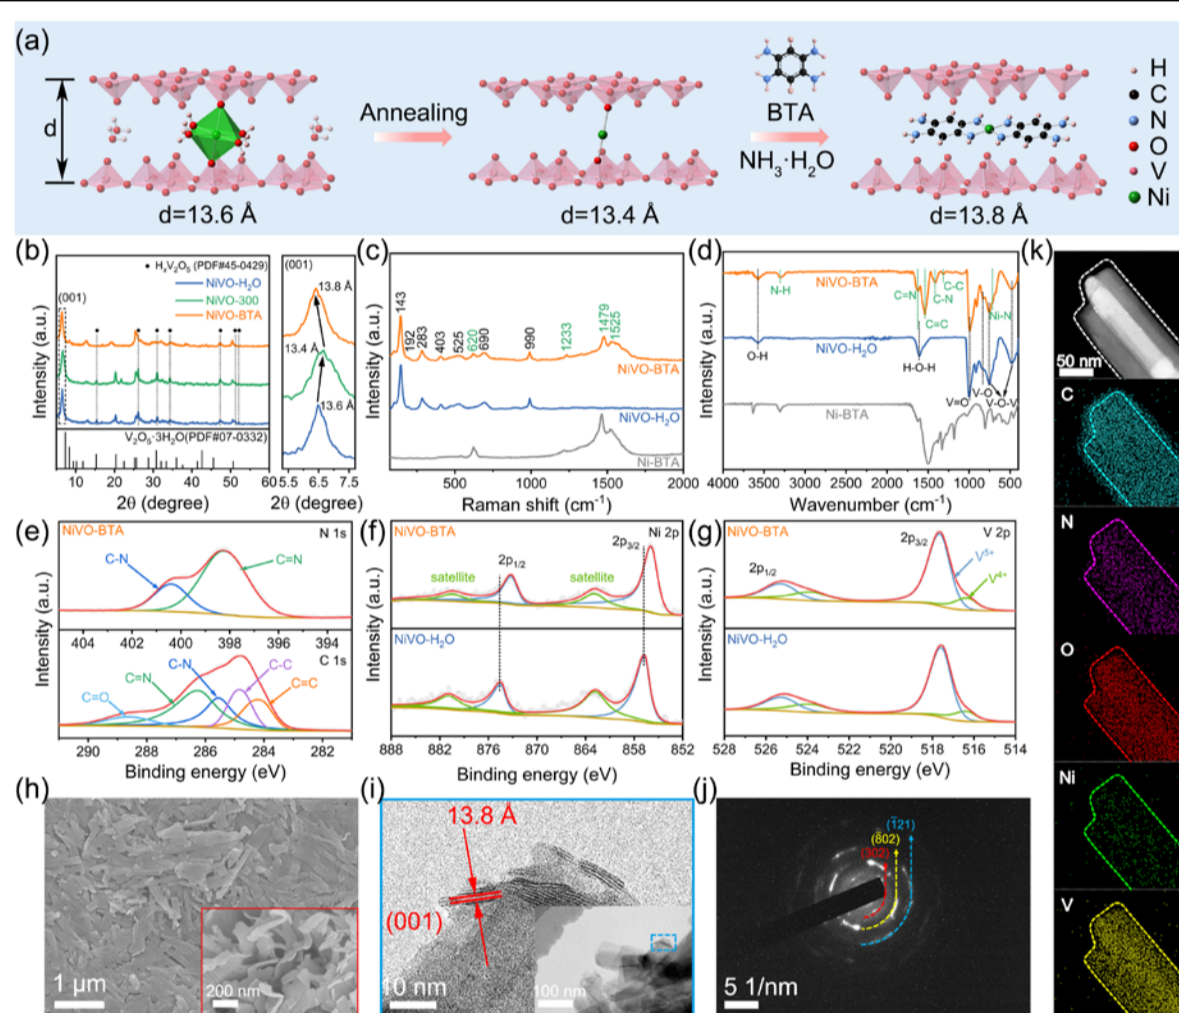 (a)
d
Annealing
BTA
NH₃·H₂O
H
C
N
O
V
Ni
d=13.6 Å
d=13.4 Å
d=13.8 Å
(b)
Intensity (a.u.)
(001)
• HₓV₂O₅ (PDF#45-0429)
NiVO-H₂O
NiVO-300
NiVO-BTA
V₂O₅·3H₂O(PDF#07-0332)
10 20 30 40 50 60
2θ (degree)
(001)
13.8 Å
13.4 Å
13.6 Å
5.5 6.5 7.5
2θ (degree)
(c)
Intensity (a.u.)
143
192
283
403
525
620
690
990
1233
1479
1525
NiVO-BTA
NiVO-H₂O
Ni-BTA
500 1000 1500 2000
Raman shift (cm⁻¹)
(d)
Intensity (a.u.)
N-H
NiVO-BTA
C=N
C=C
C-N
C-C
Ni-N
O-H
NiVO-H₂O
H-O-H
V=O
V-O
V-O-V
Ni-BTA
4000 3500 3000 2500 2000 1500 1000 500
Wavenumber (cm⁻¹)
(e)
Intensity (a.u.)
NiVO-BTA
N 1s
C-N
C=N
404 402 400 398 396 394
C 1s
C=O
C=N
C-N
C-C
C=C
290 288 286 284 282
Binding energy (eV)
(f)
Intensity (a.u.)
NiVO-BTA
Ni 2p
2p₃/₂
2p₁/₂
satellite
satellite
NiVO-H₂O
888 882 876 870 864 858 852
Binding energy (eV)
(g)
Intensity (a.u.)
NiVO-BTA
V 2p
2p₃/₂
2p₁/₂
V⁵⁺
V⁴⁺
NiVO-H₂O
528 526 524 522 520 518 516 514
Binding energy (eV)
(h)
1 μm
200 nm
(i)
13.8 Å
(001)
10 nm
100 nm
(j)
(1̅21)
(8̅02)
(302)
5 1/nm
(k)
50 nm
C
N
O
Ni
V